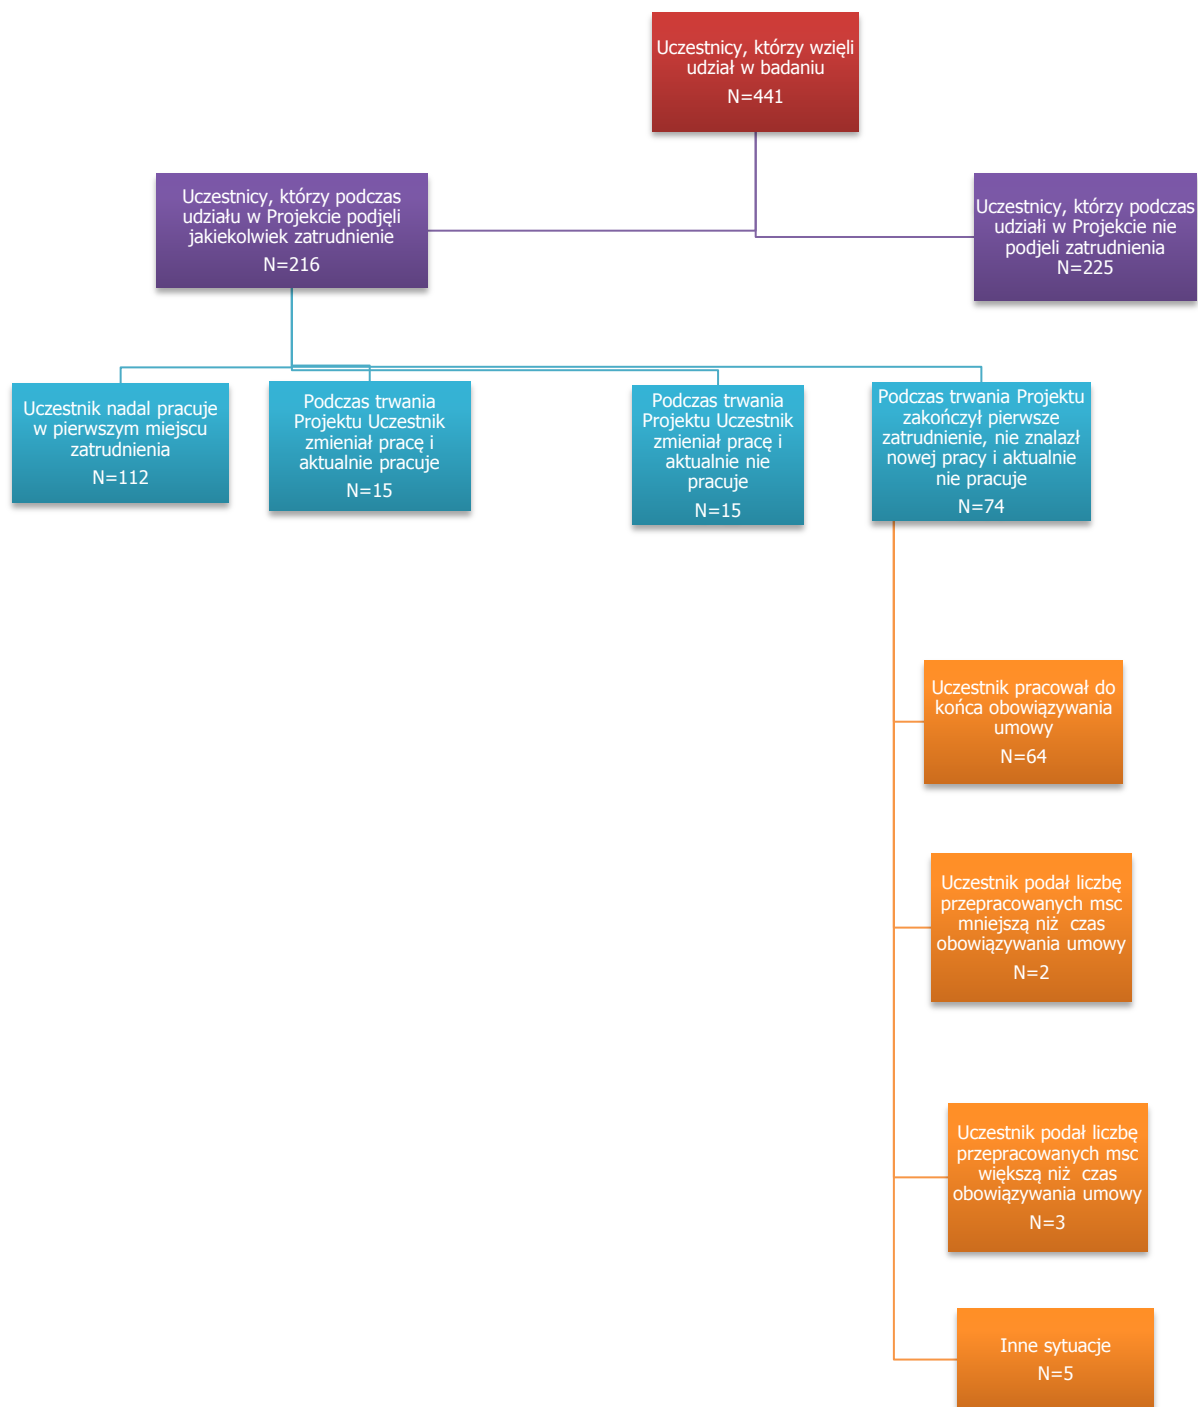 Uczestnicy, którzy wzięli
udział w badaniu
N=441
Uczestnicy, którzy podczas
udziału w Projekcie podjęli
jakiekolwiek zatrudnienie
N=216
Uczestnicy, którzy podczas
udziałi w Projekcie nie
podjeli zatrudnienia
N=225
Uczestnik nadal pracuje
w pierwszym miejscu
zatrudnienia
N=112
Podczas trwania
Projektu Uczestnik
zmieniał pracę i
aktualnie pracuje
N=15
Podczas trwania
Projektu Uczestnik
zmieniał pracę i
aktualnie nie
pracuje
N=15
Podczas trwania Projektu
zakończył pierwsze
zatrudnienie, nie znalazł
nowej pracy i aktualnie
nie pracuje
N=74
Uczestnik pracował do
końca obowiązywania
umowy
N=64
Uczestnik podał liczbę
przepracowanych msc
mniejszą niż  czas
obowiązywania umowy
N=2
Uczestnik podał liczbę
przepracowanych msc
większą niż  czas
obowiązywania umowy
N=3
Inne sytuacje
N=5